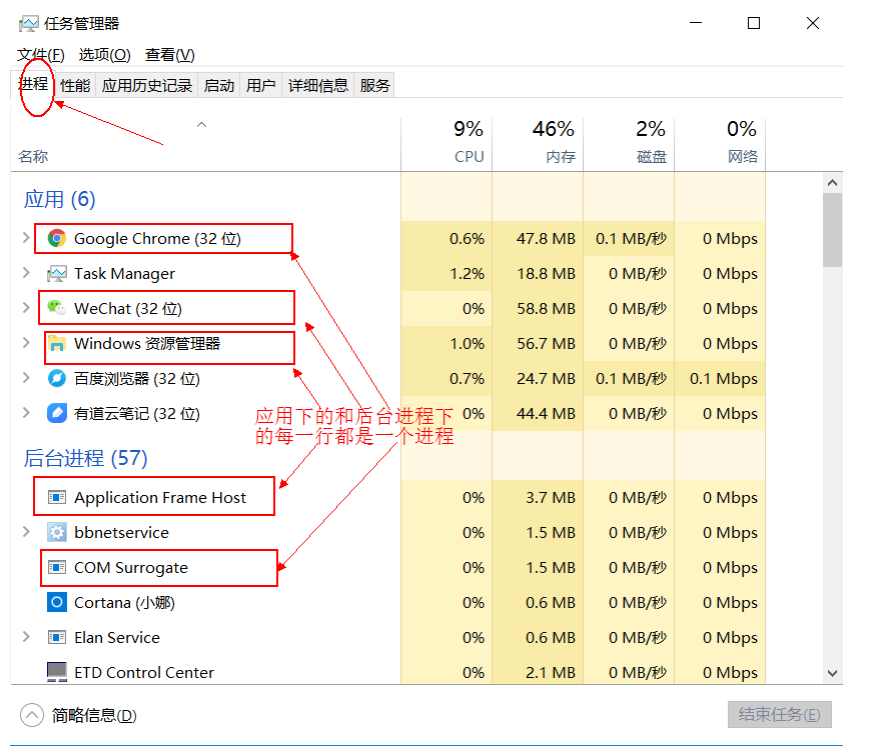 任务管理器
文件(F) 选项(O) 查看(V)
进程 性能 应用历史记录 启动 用户 详细信息 服务
9% 46% 2% 0%
名称 CPU 内存 磁盘 网络
应用 (6)
Google Chrome (32 位) 0.6% 47.8 MB 0.1 MB/秒 0 Mbps
Task Manager 1.2% 18.8 MB 0 MB/秒 0 Mbps
WeChat (32 位) 0% 58.8 MB 0 MB/秒 0 Mbps
Windows 资源管理器 1.0% 56.7 MB 0 MB/秒 0 Mbps
百度浏览器 (32 位) 0.7% 24.7 MB 0.1 MB/秒 0.1 Mbps
有道云笔记 (32 位) 0% 44.4 MB 0 MB/秒 0 Mbps
应用下的和后台进程下
的每一行都是一个进程
后台进程 (57)
Application Frame Host 0% 3.7 MB 0 MB/秒 0 Mbps
bbnetservice 0% 1.5 MB 0 MB/秒 0 Mbps
COM Surrogate 0% 1.5 MB 0 MB/秒 0 Mbps
Cortana (小娜) 0% 0.6 MB 0 MB/秒 0 Mbps
Elan Service 0% 0.6 MB 0 MB/秒 0 Mbps
ETD Control Center 0% 2.1 MB 0 MB/秒 0 Mbps
简略信息(D) 结束任务(E)